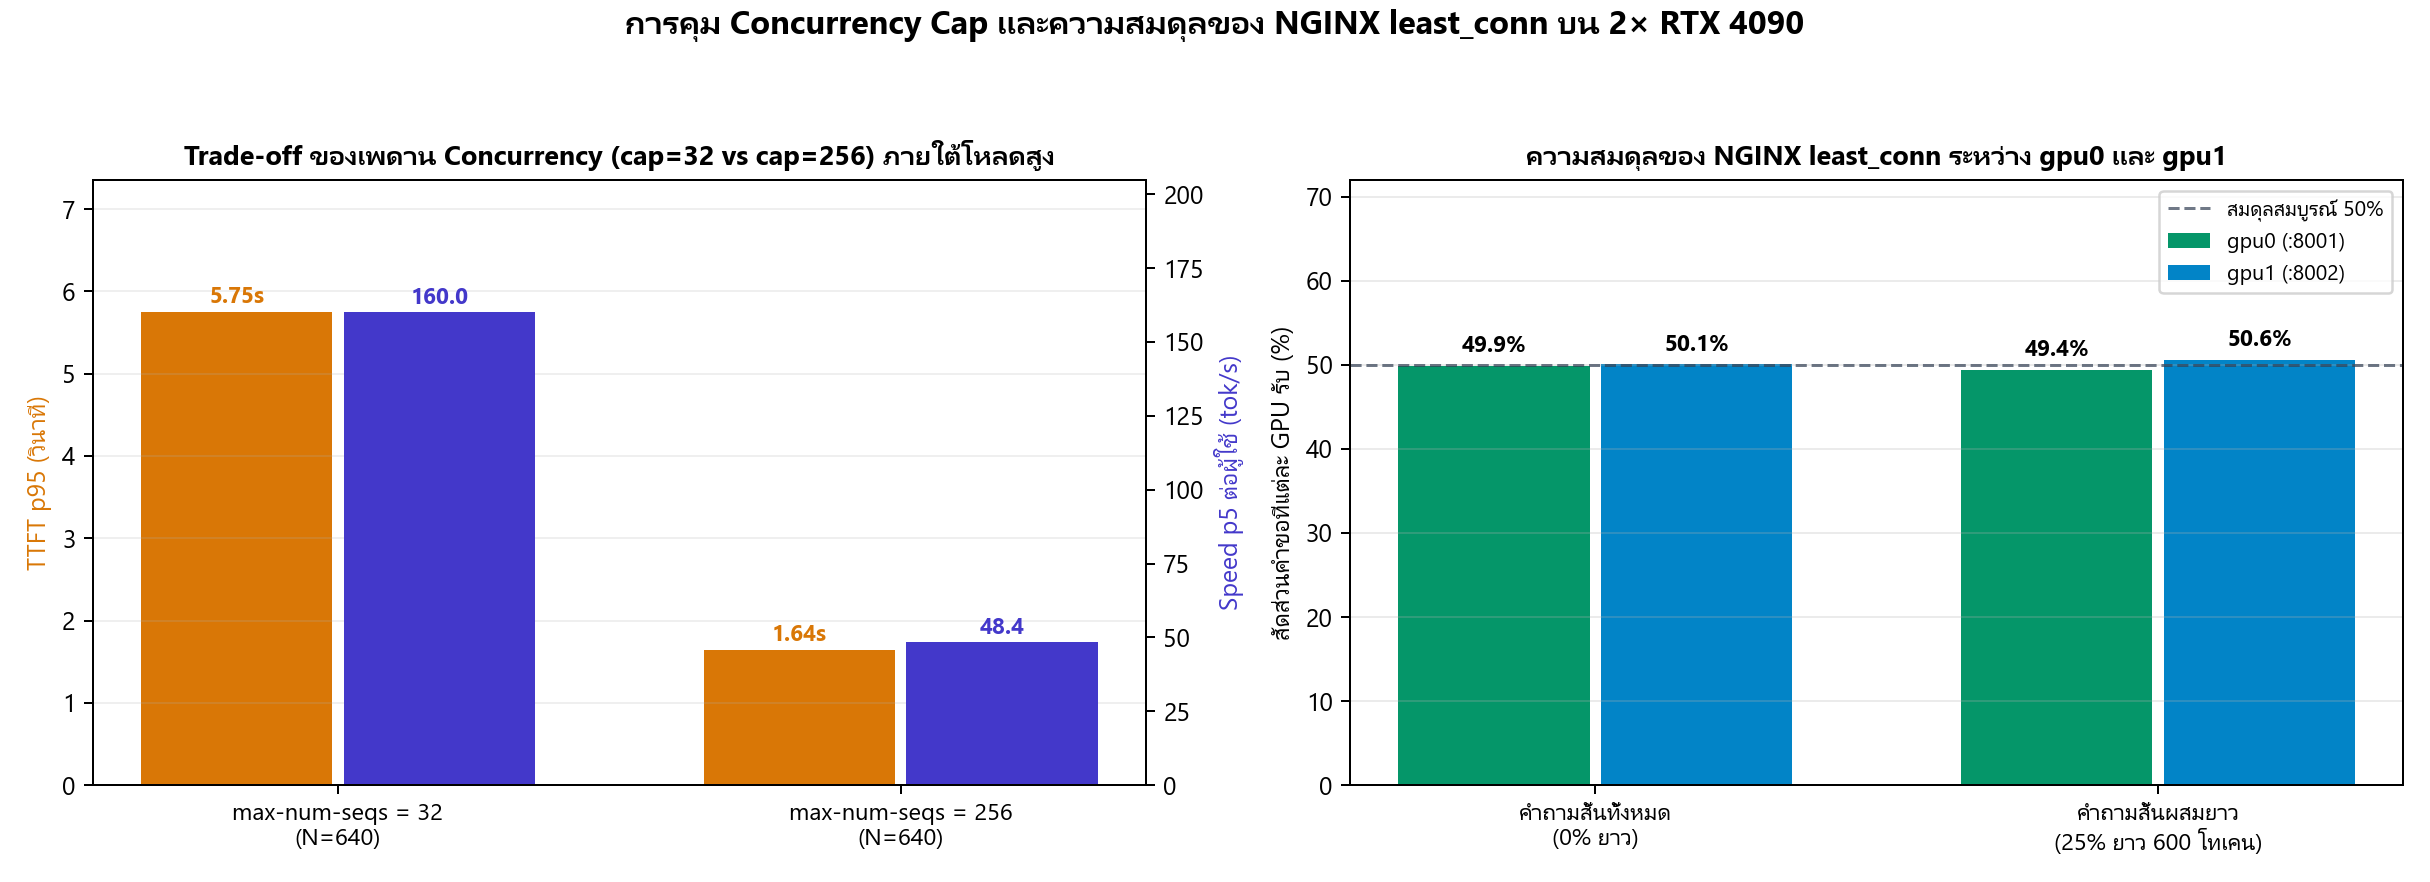 การคุม Concurrency Cap และความสมดุลของ NGINX least_conn บน 2× RTX 4090
Trade-off ของเพดาน Concurrency (cap=32 vs cap=256) ภายใต้โหลดสูง
TTFT p95 (วินาที)
7
6
5
4
3
2
1
0
5.75s
160.0
1.64s
48.4
200
175
150
125
100
75
50
25
0
Speed p5 ต่อผู้ใช้ (tok/s)
max-num-seqs = 32
(N=640)
max-num-seqs = 256
(N=640)
ความสมดุลของ NGINX least_conn ระหว่าง gpu0 และ gpu1
สัดส่วนคำขอที่แต่ละ GPU รับ (%)
70
60
50
40
30
20
10
0
สมดุลสมบูรณ์ 50%
gpu0 (:8001)
gpu1 (:8002)
49.9%
50.1%
49.4%
50.6%
คำถามสั้นทั้งหมด
(0% ยาว)
คำถามสั้นผสมยาว
(25% ยาว 600 โทเคน)